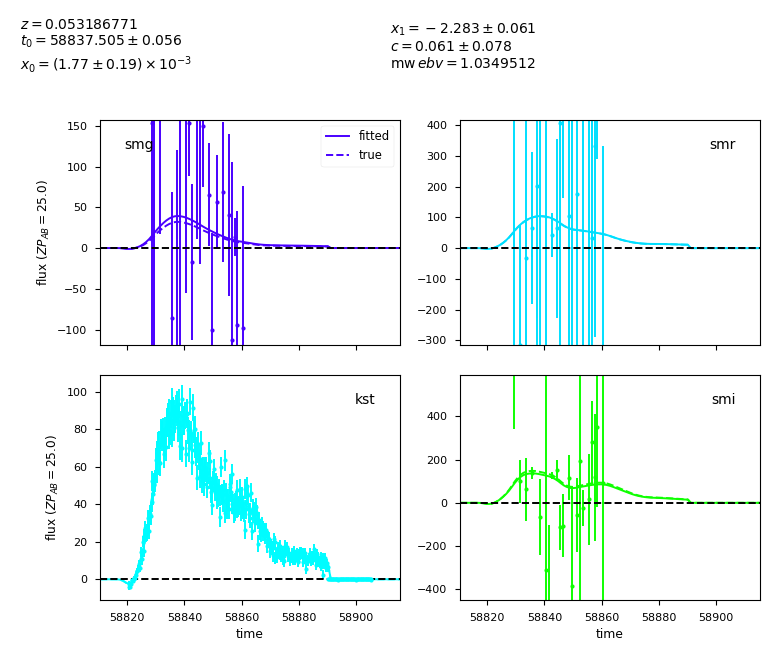 z = 0.053186771
t₀ = 58837.505 ± 0.056
x₀ = (1.77 ± 0.19) × 10⁻³
x₁ = −2.283 ± 0.061
c = 0.061 ± 0.078
mw ebv = 1.0349512
smg
fitted
true
150
100
50
0
−50
−100
flux (ZP_AB = 25.0)
smr
400
300
200
100
0
−100
−200
−300
kst
100
80
60
40
20
0
flux (ZP_AB = 25.0)
58820 58840 58860 58880 58900
time
smi
400
200
0
−200
−400
58820 58840 58860 58880 58900
time